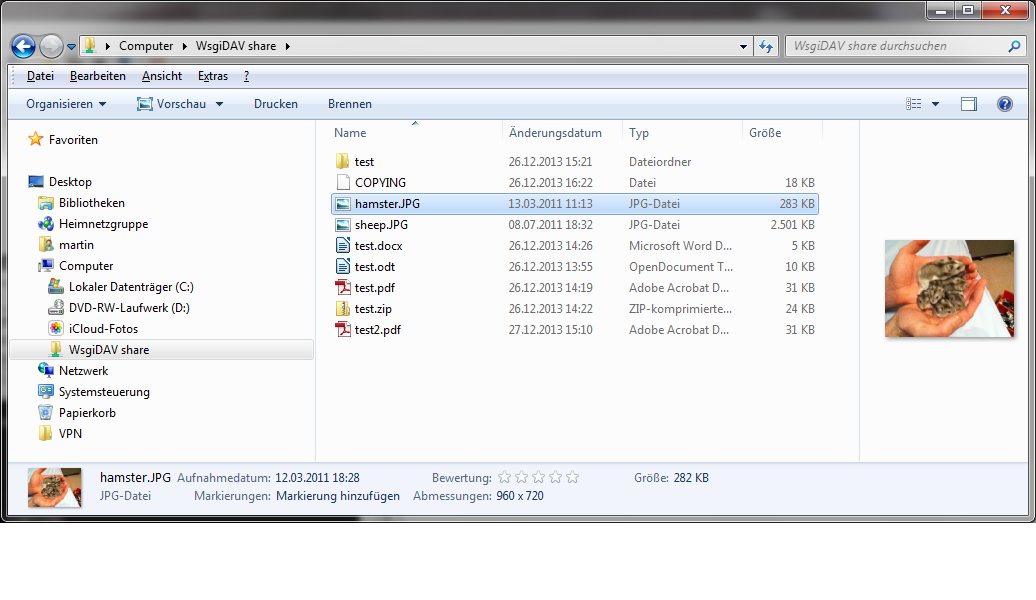 Computer WsgiDAV share WsgiDAV share durchsuchen
Datei Bearbeiten Ansicht Extras ?
Organisieren Vorschau Drucken Brennen
Favoriten
Desktop
Bibliotheken
Heimnetzgruppe
martin
Computer
Lokaler Datenträger (C:)
DVD-RW-Laufwerk (D:)
iCloud-Fotos
WsgiDAV share
Netzwerk
Systemsteuerung
Papierkorb
VPN
Name Änderungsdatum Typ Größe
test 26.12.2013 15:21 Dateiordner
COPYING 26.12.2013 16:22 Datei 18 KB
hamster.JPG 13.03.2011 11:13 JPG-Datei 283 KB
sheep.JPG 08.07.2011 18:32 JPG-Datei 2.501 KB
test.docx 26.12.2013 14:26 Microsoft Word D... 5 KB
test.odt 26.12.2013 13:55 OpenDocument T... 10 KB
test.pdf 26.12.2013 14:19 Adobe Acrobat D... 31 KB
test.zip 26.12.2013 14:22 ZIP-komprimierte... 24 KB
test2.pdf 27.12.2013 15:10 Adobe Acrobat D... 31 KB
hamster.JPG Aufnahmedatum: 12.03.2011 18:28 Bewertung: Größe: 282 KB
JPG-Datei Markierungen: Markierung hinzufügen Abmessungen: 960 x 720